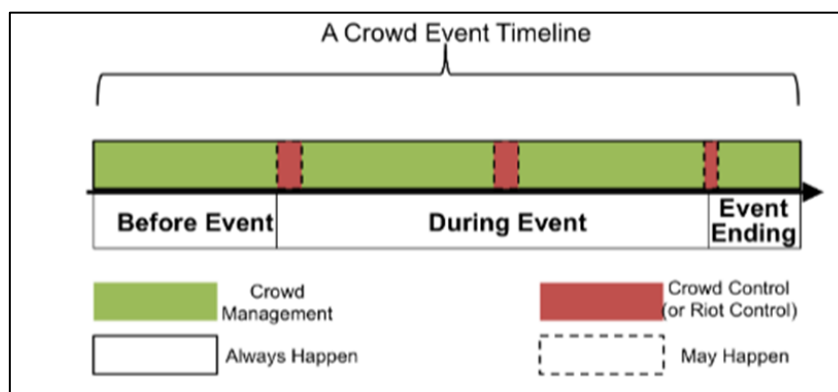 A Crowd Event Timeline
Before Event
During Event
Event
Ending
Crowd
Management
Crowd Control
(or Riot Control)
Always Happen
May Happen